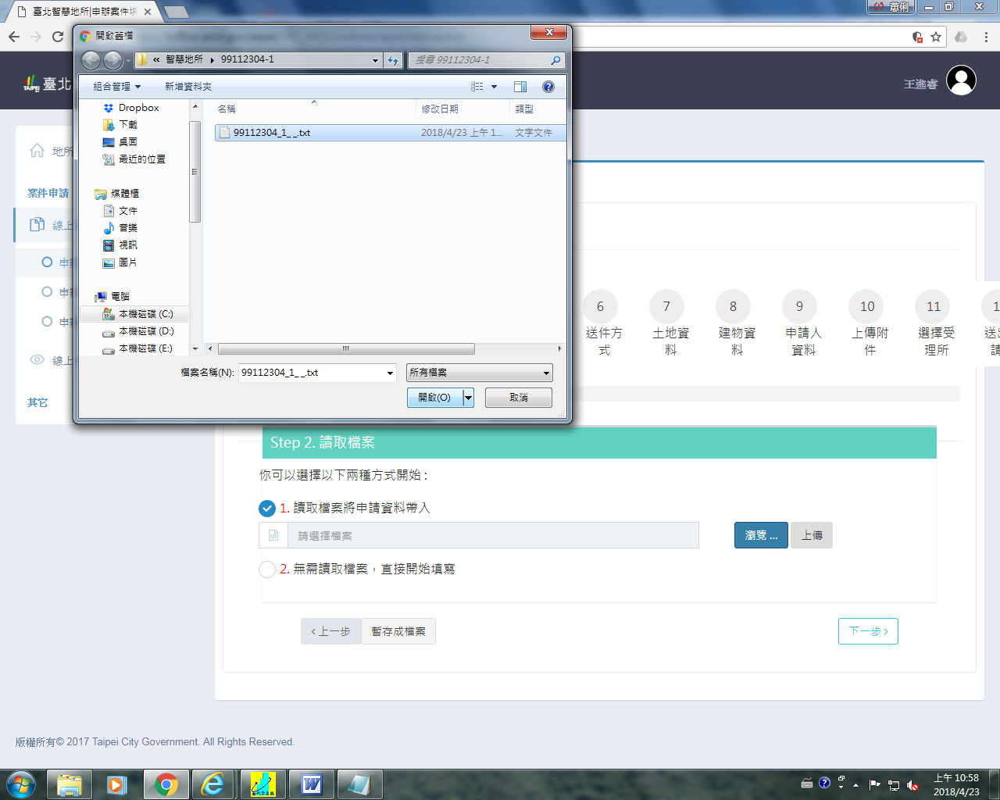 臺北智慧地所|申辦案件填
開啟舊檔
智慧地所
99112304-1
搜尋 99112304-1
組合管理
新增資料夾
Dropbox
下載
桌面
最近的位置
媒體櫃
文件
音樂
視訊
圖片
電腦
本機磁碟 (C:)
本機磁碟 (D:)
本機磁碟 (E:)
名稱
修改日期
類型
99112304_1_ _.txt
2018/4/23 上午 1...
文字文件
檔案名稱(N):
99112304_1_ _.txt
所有檔案
開啟(O)
取消
TAIPEI
臺北
王進睿
地所
案件申請
線上
申
申
申
線上
其它
6
7
8
9
10
11
1
送件方式
土地資料
建物資料
申請人資料
上傳附件
選擇受理所
送出
Step 2. 讀取檔案
你可以選擇以下兩種方式開始 :
1. 讀取檔案將申請資料帶入
請選擇檔案
瀏覽 ...
上傳
2. 無需讀取檔案，直接開始填寫
上一步
暫存成檔案
下一步
版權所有© 2017 Taipei City Government. All Rights Reserved.
上午 10:58
2018/4/23